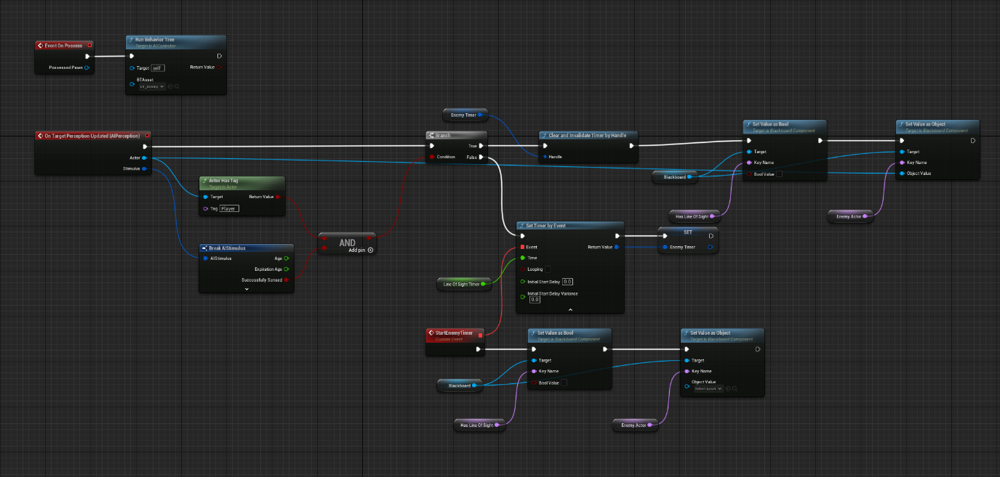 Event On Possess
Possessed Pawn
Run Behavior Tree
Target is AIController
Target self
Return Value
BTAsset
BT_Enemy
On Target Perception Updated (AIPerception)
Actor
Stimulus
Actor Has Tag
Target is Actor
Target
Return Value
Tag Player
Break AIStimulus
AIStimulus
Age
Expiration Age
Successfully Sensed
AND
Add pin
Enemy Timer
Branch
True
Condition
False
Clear and Invalidate Timer by Handle
Handle
Set Value as Bool
Target is Blackboard Component
Target
Key Name
Bool Value
Set Value as Object
Target is Blackboard Component
Target
Key Name
Object Value
Blackboard
Has Line Of Sight
Enemy Actor
Set Timer by Event
Event
Return Value
Time
Looping
Initial Start Delay 0.0
Initial Start Delay Variance
0.0
SET
Enemy Timer
Line Of Sight Timer
StartEnemyTimer
Custom Event
Set Value as Bool
Target is Blackboard Component
Target
Key Name
Bool Value
Set Value as Object
Target is Blackboard Component
Target
Key Name
Object Value
Select Asset
Blackboard
Has Line Of Sight
Enemy Actor